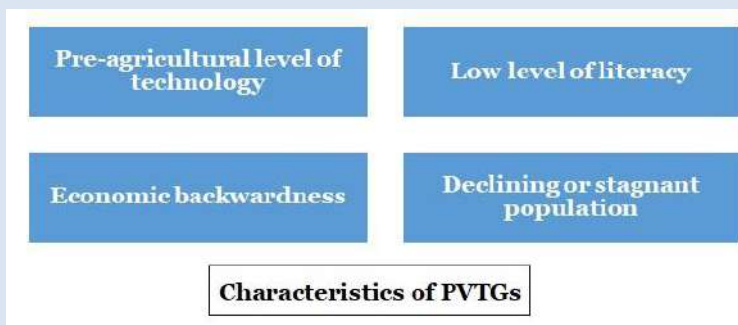 Pre-agricultural level of
technology
Low level of literacy
Economic backwardness
Declining or stagnant
population
Characteristics of PVTGs